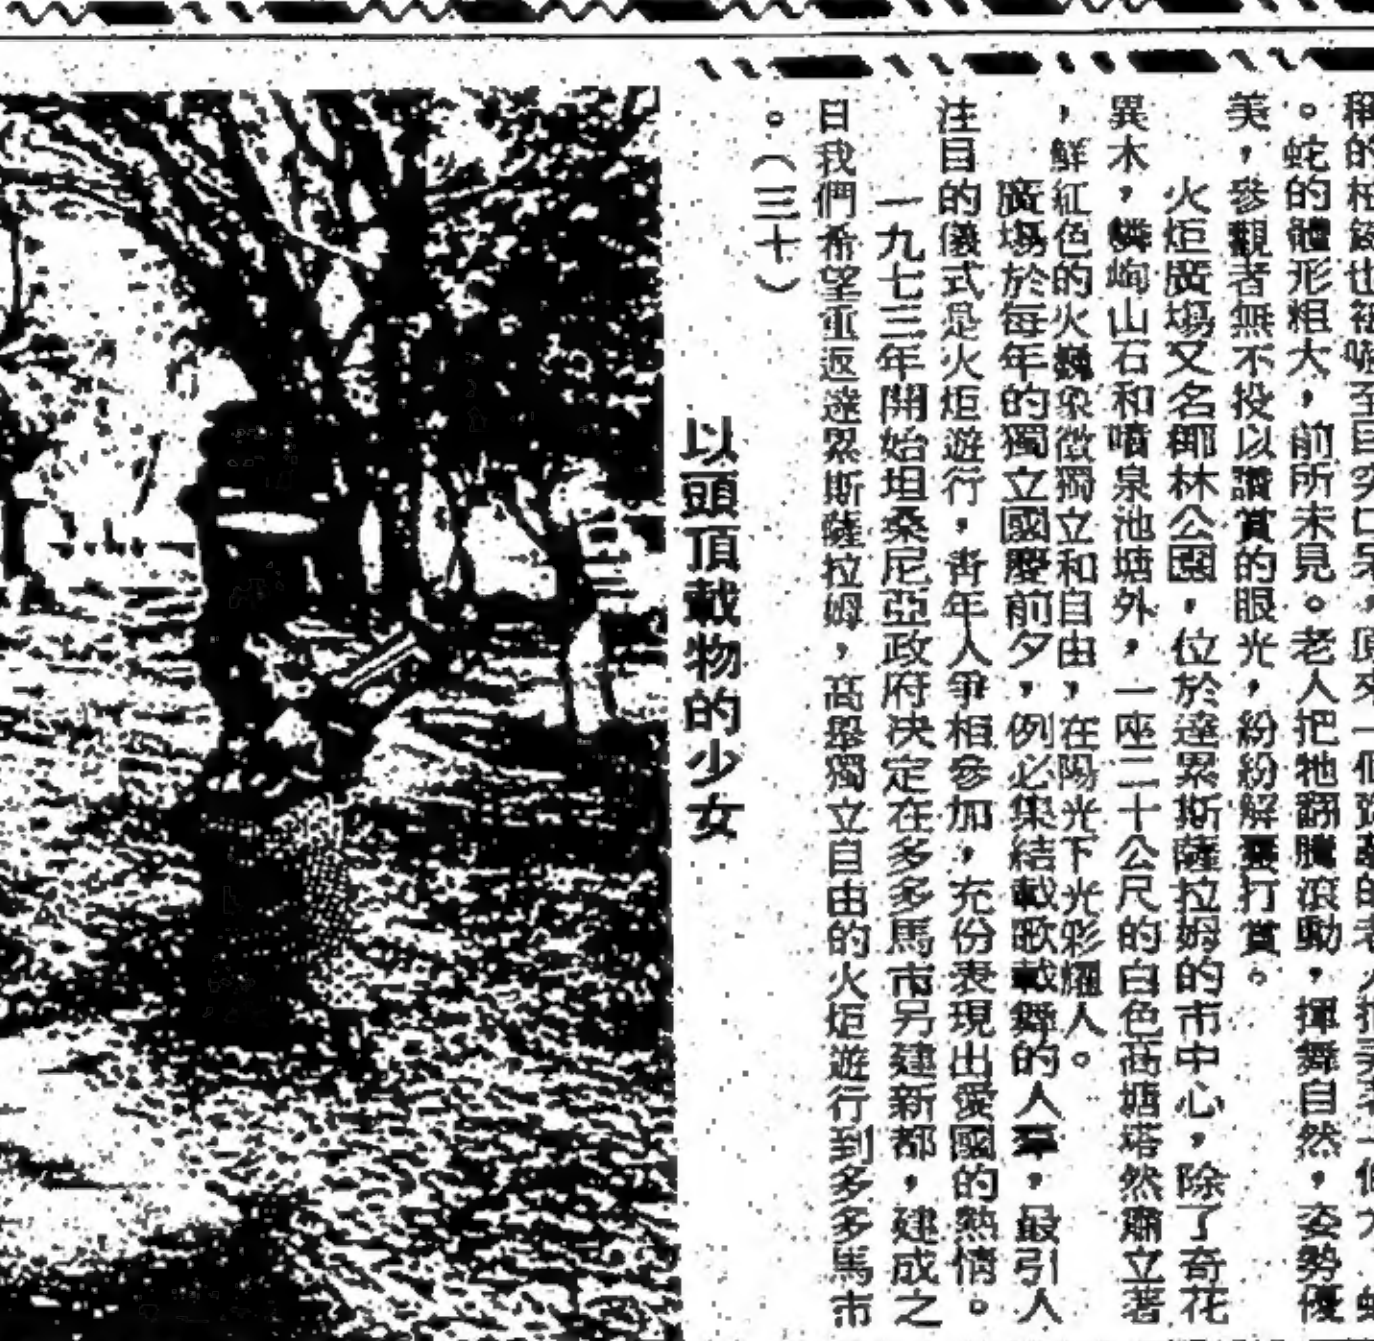 。蛇的體形粗大，前所未見。老人把牠翻騰滾動，揮舞自然，姿勢優
美，參觀者無不投以讚賞的眼光，紛紛解囊打賞。
火炬廣場又名椰林公園，位於達累斯薩拉姆的市中心，除了奇花
異木，嶙峋山石和噴泉池塘外，一座二十公尺的白色高塘塔然聳立著
，鮮紅色的火 象徵獨立和自由，在陽光下光彩 人。
廣場於每年的獨立國慶前夕，例必集結載歌載舞的人羣，最引人
注目的儀式是火炬遊行，青年人爭相參加，充份表現出愛國的熱情。
一九七三年開始坦桑尼亞政府決定在多多馬市另建新都，建成之
日我們希望重返達累斯薩拉姆，高舉獨立自由的火炬遊行到多多馬市
。（三十）
以頭頂載物的少女